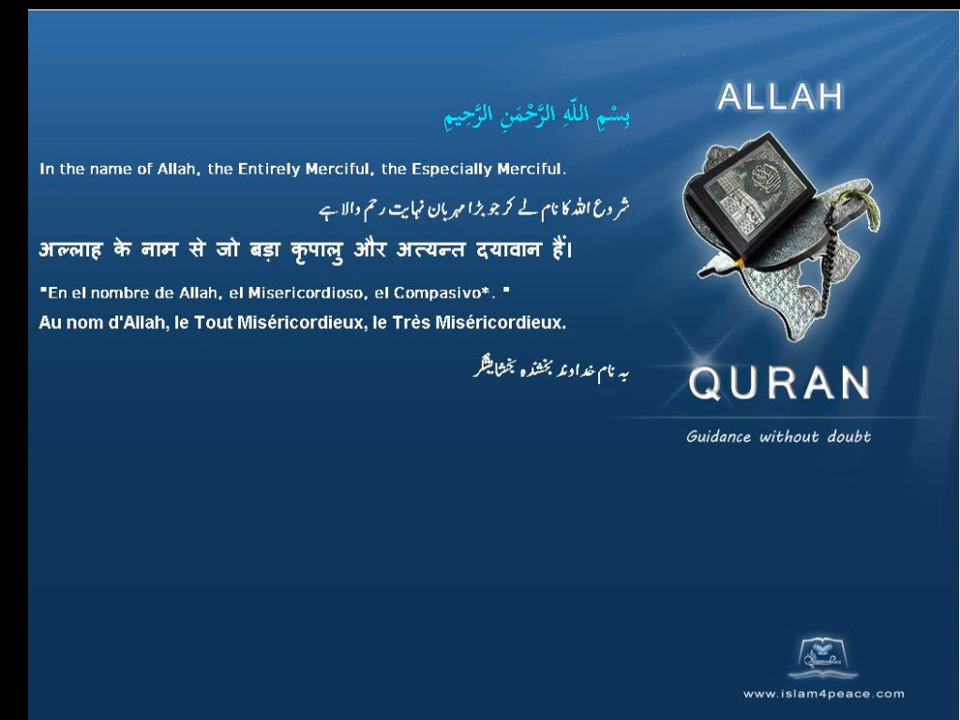 بِسْمِ اللَّهِ الرَّحْمَنِ الرَّحِيمِ
In the name of Allah, the Entirely Merciful, the Especially Merciful.
شروع الله کا نام لے کر جو بڑا مہربان نہایت رحم والا ہے
अल्लाह के नाम से जो बड़ा कृपालु और अत्यन्त दयावान हैं।
"En el nombre de Allah, el Misericordioso, el Compasivo*. "
Au nom d'Allah, le Tout Miséricordieux, le Très Miséricordieux.
به نام خداوند بخشنده بخشایشگر
ALLAH
QURAN
Guidance without doubt
www.islam4peace.com